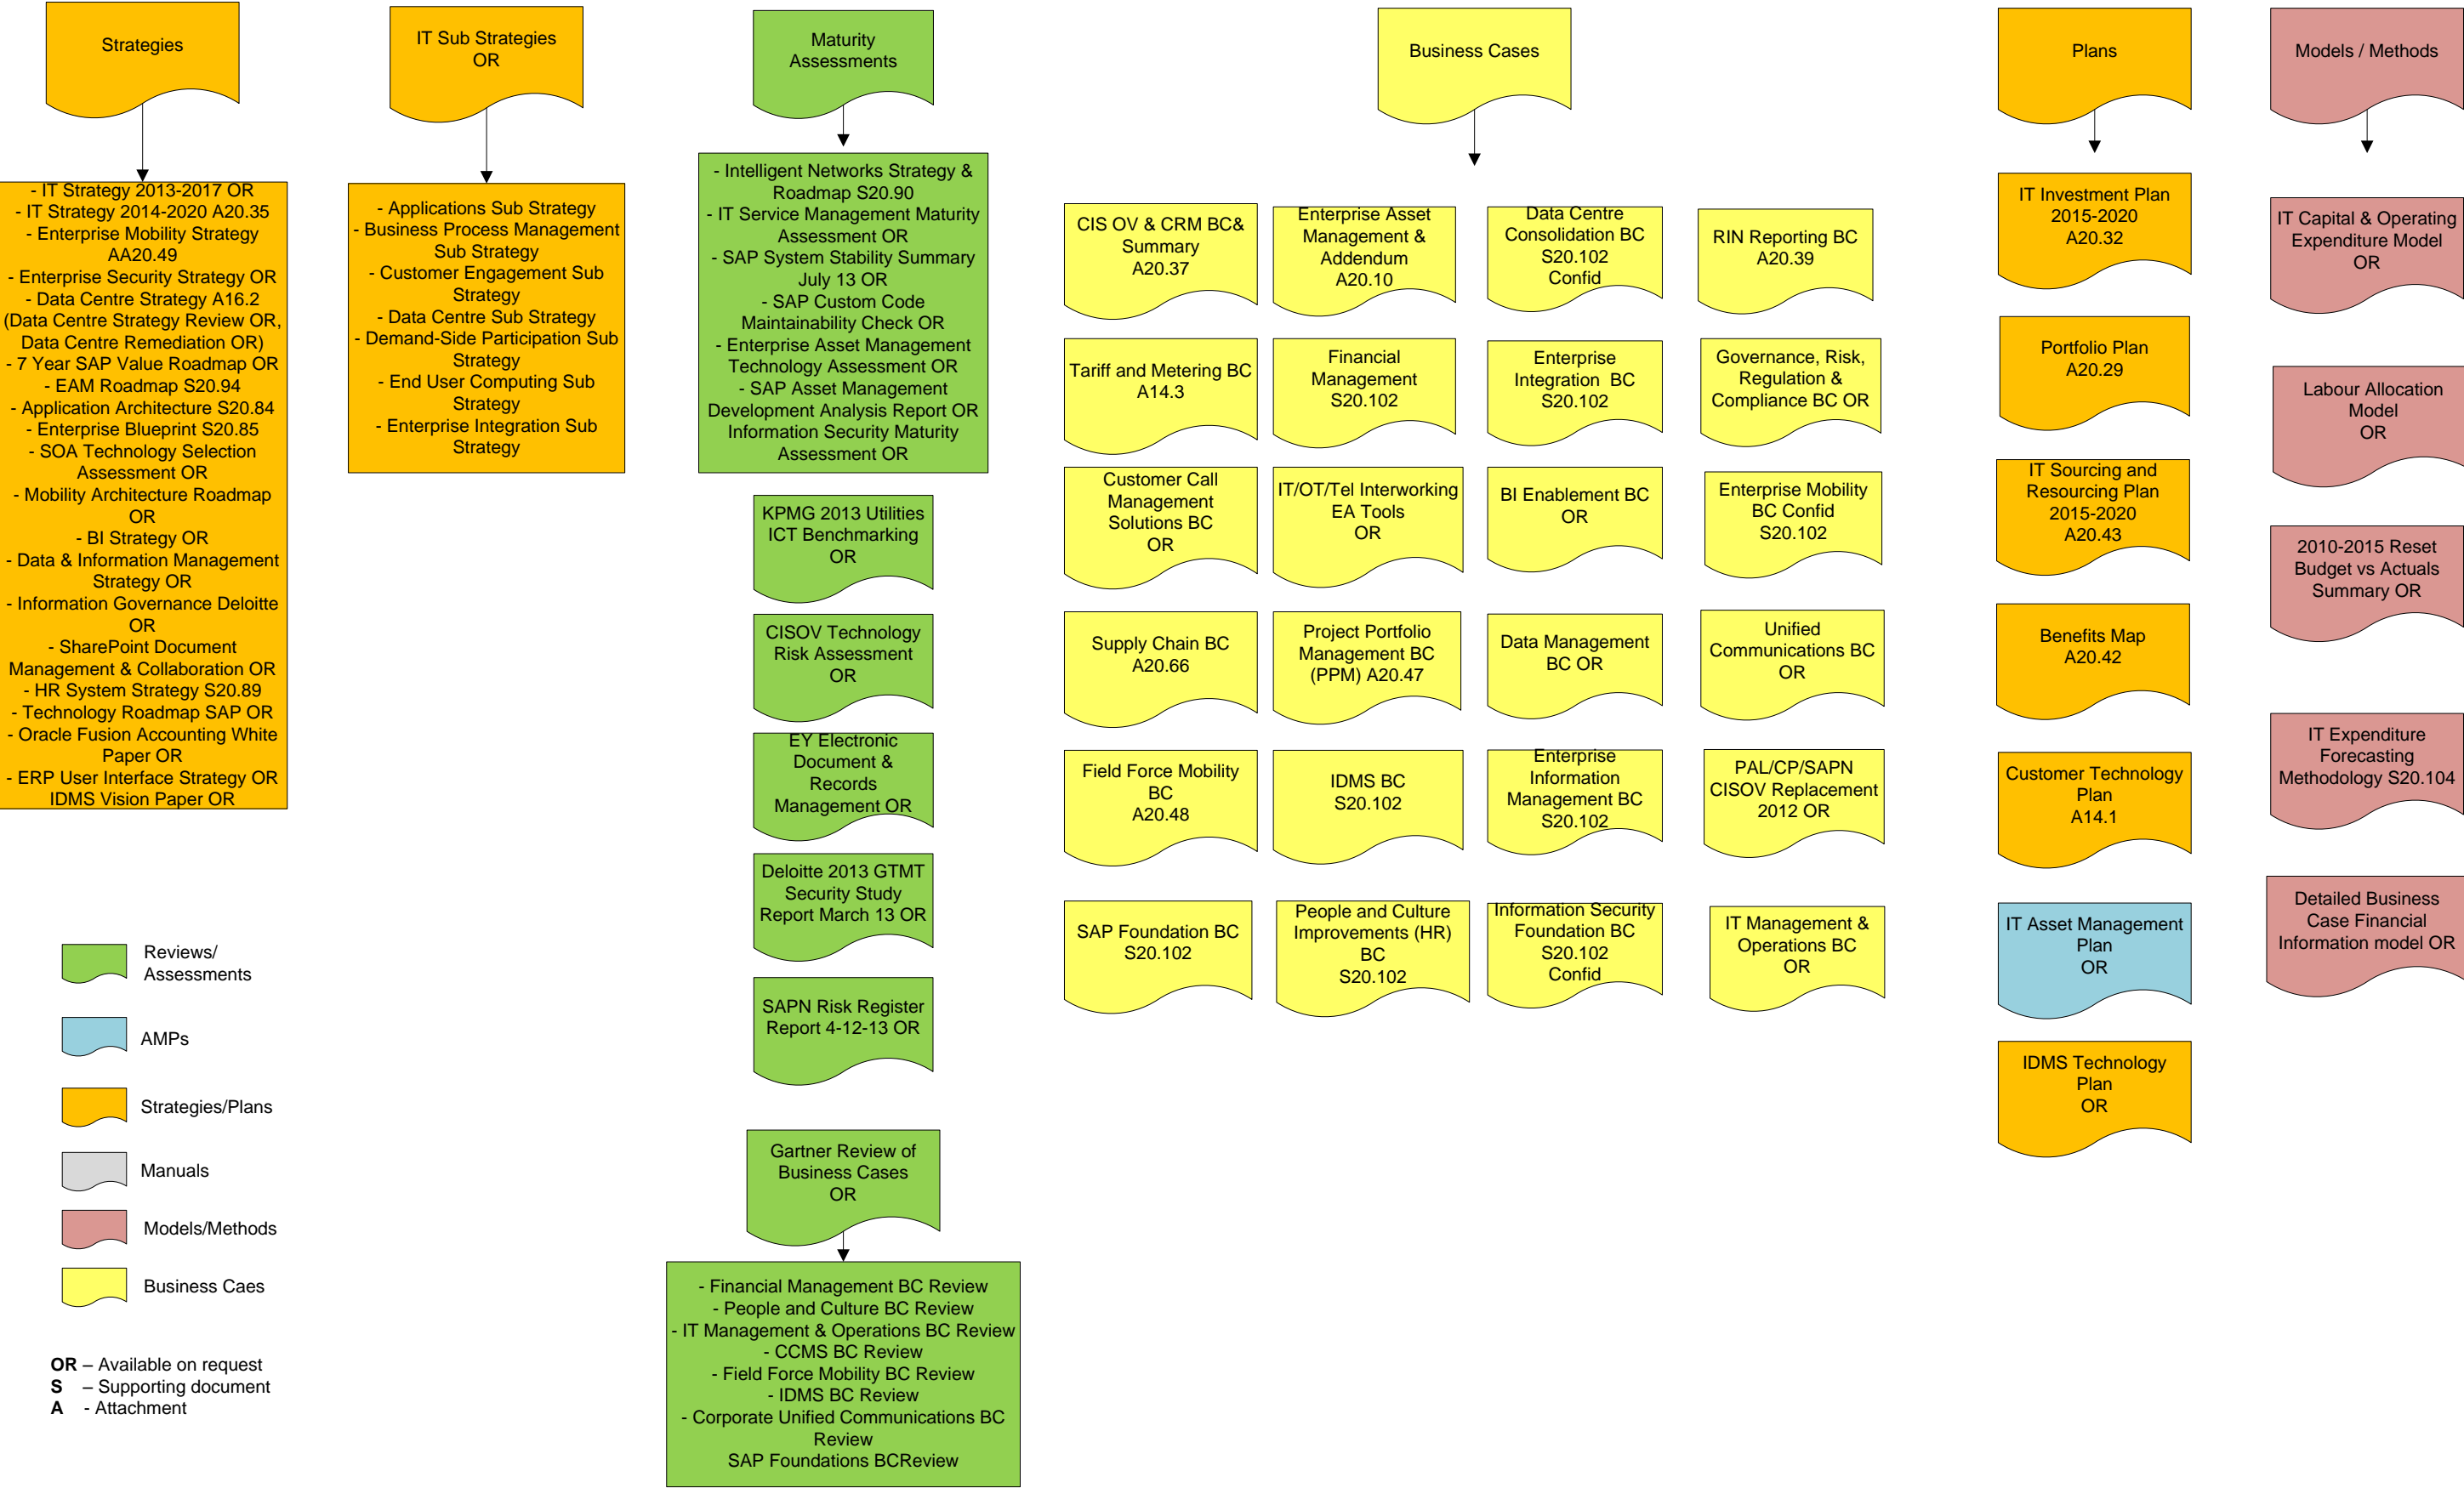 Strategies
- IT Strategy 2013-2017 OR
- IT Strategy 2014-2020 A20.35
- Enterprise Mobility Strategy
AA20.49
- Enterprise Security Strategy OR
- Data Centre Strategy A16.2
(Data Centre Strategy Review OR,
Data Centre Remediation OR)
- 7 Year SAP Value Roadmap OR
- EAM Roadmap S20.94
- Application Architecture S20.84
- Enterprise Blueprint S20.85
- SOA Technology Selection
Assessment OR
- Mobility Architecture Roadmap
OR
- BI Strategy OR
- Data & Information Management
Strategy OR
- Information Governance Deloitte
OR
- SharePoint Document
Management & Collaboration OR
- HR System Strategy S20.89
- Technology Roadmap SAP OR
- Oracle Fusion Accounting White
Paper OR
- ERP User Interface Strategy OR
IDMS Vision Paper OR
IT Sub Strategies
OR
- Applications Sub Strategy
- Business Process Management
Sub Strategy
- Customer Engagement Sub
Strategy
- Data Centre Sub Strategy
- Demand-Side Participation Sub
Strategy
- End User Computing Sub
Strategy
- Enterprise Integration Sub
Strategy
Maturity
Assessments
- Intelligent Networks Strategy &
Roadmap S20.90
- IT Service Management Maturity
Assessment OR
- SAP System Stability Summary
July 13 OR
- SAP Custom Code
Maintainability Check OR
- Enterprise Asset Management
Technology Assessment OR
- SAP Asset Management
Development Analysis Report OR
Information Security Maturity
Assessment OR
KPMG 2013 Utilities
ICT Benchmarking
OR
CISOV Technology
Risk Assessment
OR
EY Electronic
Document &
Records
Management OR
Deloitte 2013 GTMT
Security Study
Report March 13 OR
SAPN Risk Register
Report 4-12-13 OR
Gartner Review of
Business Cases
OR
- Financial Management BC Review
- People and Culture BC Review
- IT Management & Operations BC Review
- CCMS BC Review
- Field Force Mobility BC Review
- IDMS BC Review
- Corporate Unified Communications BC
Review
SAP Foundations BCReview
Business Cases
CIS OV & CRM BC&
Summary
A20.37
Enterprise Asset
Management &
Addendum
A20.10
Data Centre
Consolidation BC
S20.102
Confid
RIN Reporting BC
A20.39
Tariff and Metering BC
A14.3
Financial
Management
S20.102
Enterprise
Integration  BC
S20.102
Governance, Risk,
Regulation &
Compliance BC OR
Customer Call
Management
Solutions BC
OR
IT/OT/Tel Interworking
EA Tools
OR
BI Enablement BC
OR
Enterprise Mobility
BC Confid
S20.102
Supply Chain BC
A20.66
Project Portfolio
Management BC
(PPM) A20.47
Data Management
BC OR
Unified
Communications BC
OR
Field Force Mobility
BC
A20.48
IDMS BC
S20.102
Enterprise
Information
Management BC
S20.102
PAL/CP/SAPN
CISOV Replacement
2012 OR
SAP Foundation BC
S20.102
People and Culture
Improvements (HR)
BC
S20.102
Information Security
Foundation BC
S20.102
Confid
IT Management &
Operations BC
OR
Plans
IT Investment Plan
2015-2020
A20.32
Portfolio Plan
A20.29
IT Sourcing and
Resourcing Plan
2015-2020
A20.43
Benefits Map
A20.42
Customer Technology
Plan
A14.1
IT Asset Management
Plan
OR
IDMS Technology
Plan
OR
Models / Methods
IT Capital & Operating
Expenditure Model
OR
Labour Allocation
Model
OR
2010-2015 Reset
Budget vs Actuals
Summary OR
IT Expenditure
Forecasting
Methodology S20.104
Detailed Business
Case Financial
Information model OR
Reviews/
Assessments
AMPs
Strategies/Plans
Manuals
Models/Methods
Business Caes
OR – Available on request
S – Supporting document
A - Attachment